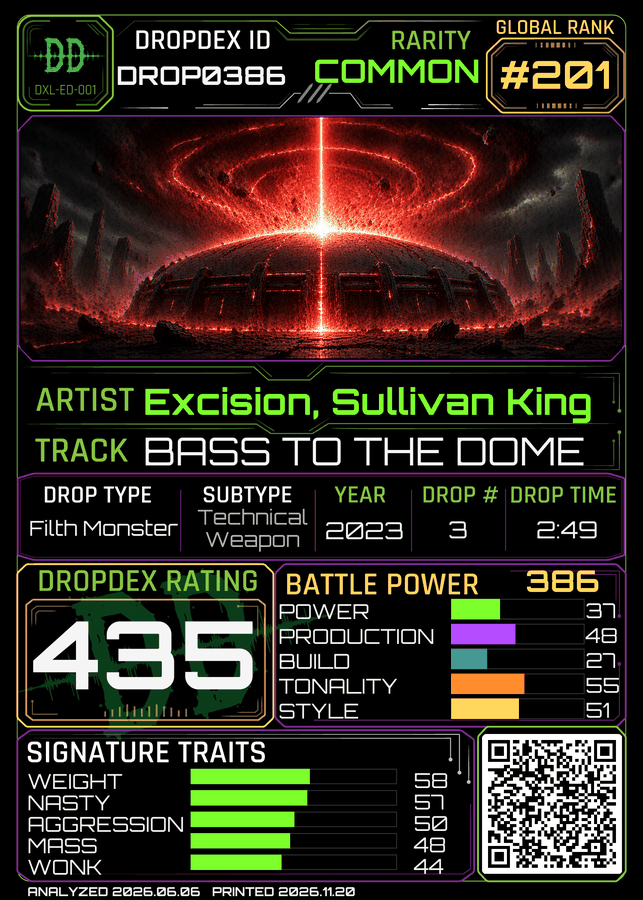 DROPDEX ID
RARITY
GLOBAL RANK
DD
DXL-ED-001
DROP0386
COMMON
#201
ARTIST Excision, Sullivan King
TRACK BASS TO THE DOME
DROP TYPE SUBTYPE YEAR DROP # DROP TIME
Filth Monster Technical Weapon 2023 3 2:49
DROPDEX RATING
435
BATTLE POWER 386
POWER 37
PRODUCTION 48
BUILD 27
TONALITY 55
STYLE 51
SIGNATURE TRAITS
WEIGHT 58
NASTY 57
AGGRESSION 50
MASS 48
WONK 44
ANALYZED 2026.06.06 PRINTED 2026.11.20